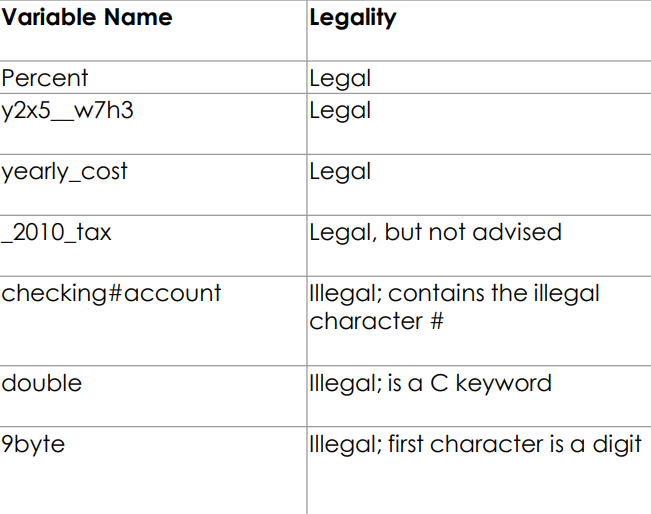 Variable Name Legality
Percent Legal
y2x5__w7h3 Legal
yearly_cost Legal
_2010_tax Legal, but not advised
checking#account Illegal; contains the illegal
character #
double Illegal; is a C keyword
9byte Illegal; first character is a digit